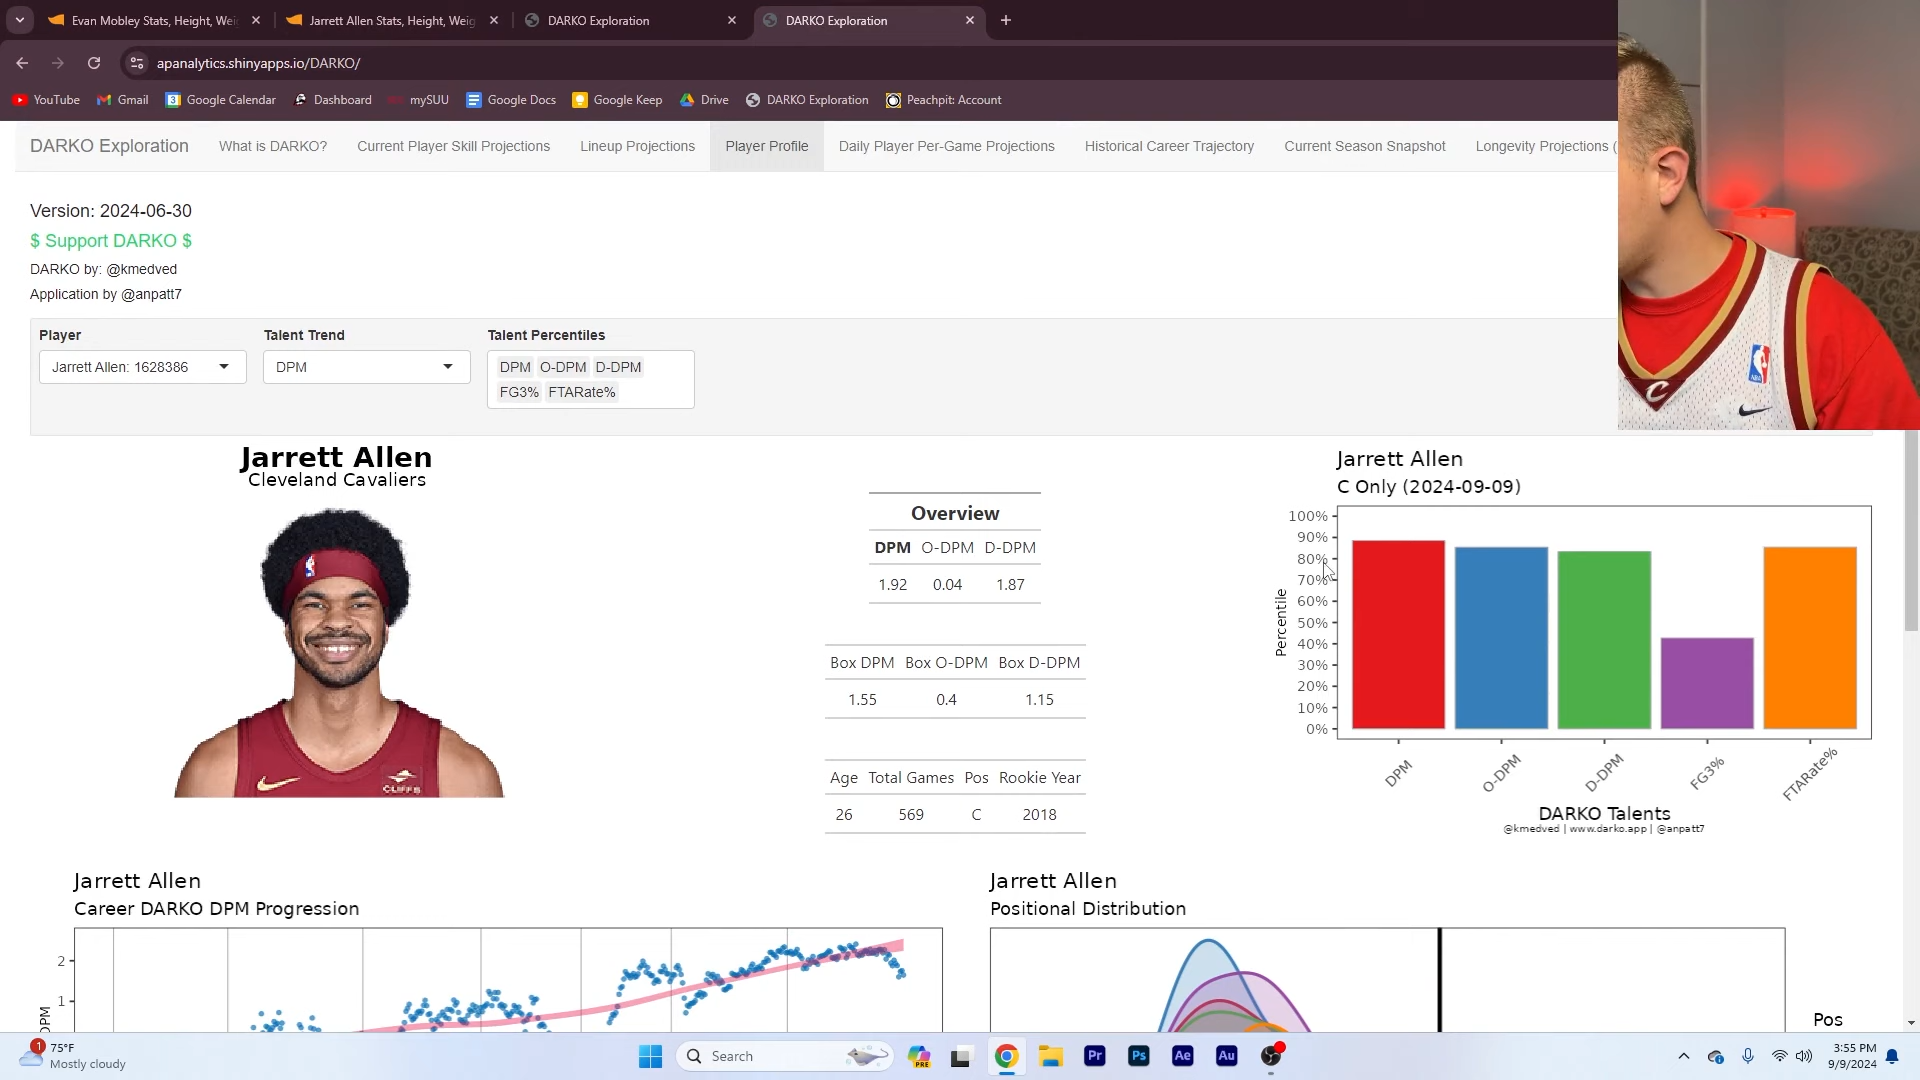 Evan Mobley Stats, Height, Wei
Jarrett Allen Stats, Height, Weig
DARKO Exploration
DARKO Exploration
apanalytics.shinyapps.io/DARKO/
YouTube
Gmail
Google Calendar
Dashboard
mySUU
Google Docs
Google Keep
Drive
DARKO Exploration
Peachpit: Account
DARKO Exploration
What is DARKO?
Current Player Skill Projections
Lineup Projections
Player Profile
Daily Player Per-Game Projections
Historical Career Trajectory
Current Season Snapshot
Longevity Projections (
Version: 2024-06-30
$ Support DARKO $
DARKO by: @kmedved
Application by @anpatt7
Player
Talent Trend
Talent Percentiles
Jarrett Allen: 1628386
DPM
DPM O-DPM D-DPM
FG3% FTARate%
Jarrett Allen
Cleveland Cavaliers
CLIFFS
Overview
DPM O-DPM D-DPM
1.92 0.04 1.87
Box DPM Box O-DPM Box D-DPM
1.55 0.4 1.15
Age Total Games Pos Rookie Year
26 569 C 2018
Jarrett Allen
C Only (2024-09-09)
100%
90%
80%
70%
60%
50%
40%
30%
20%
10%
0%
Percentile
DPM
O-DPM
D-DPM
FG3%
FTARate%
DARKO Talents
@kmedved | www.darko.app | @anpatt7
Jarrett Allen
Career DARKO DPM Progression
2
1
DPM
Jarrett Allen
Positional Distribution
Pos
C
NBA
1
75°F
Mostly cloudy
Search
PRE
Pr
Ps
Ae
Au
3:55 PM
9/9/2024